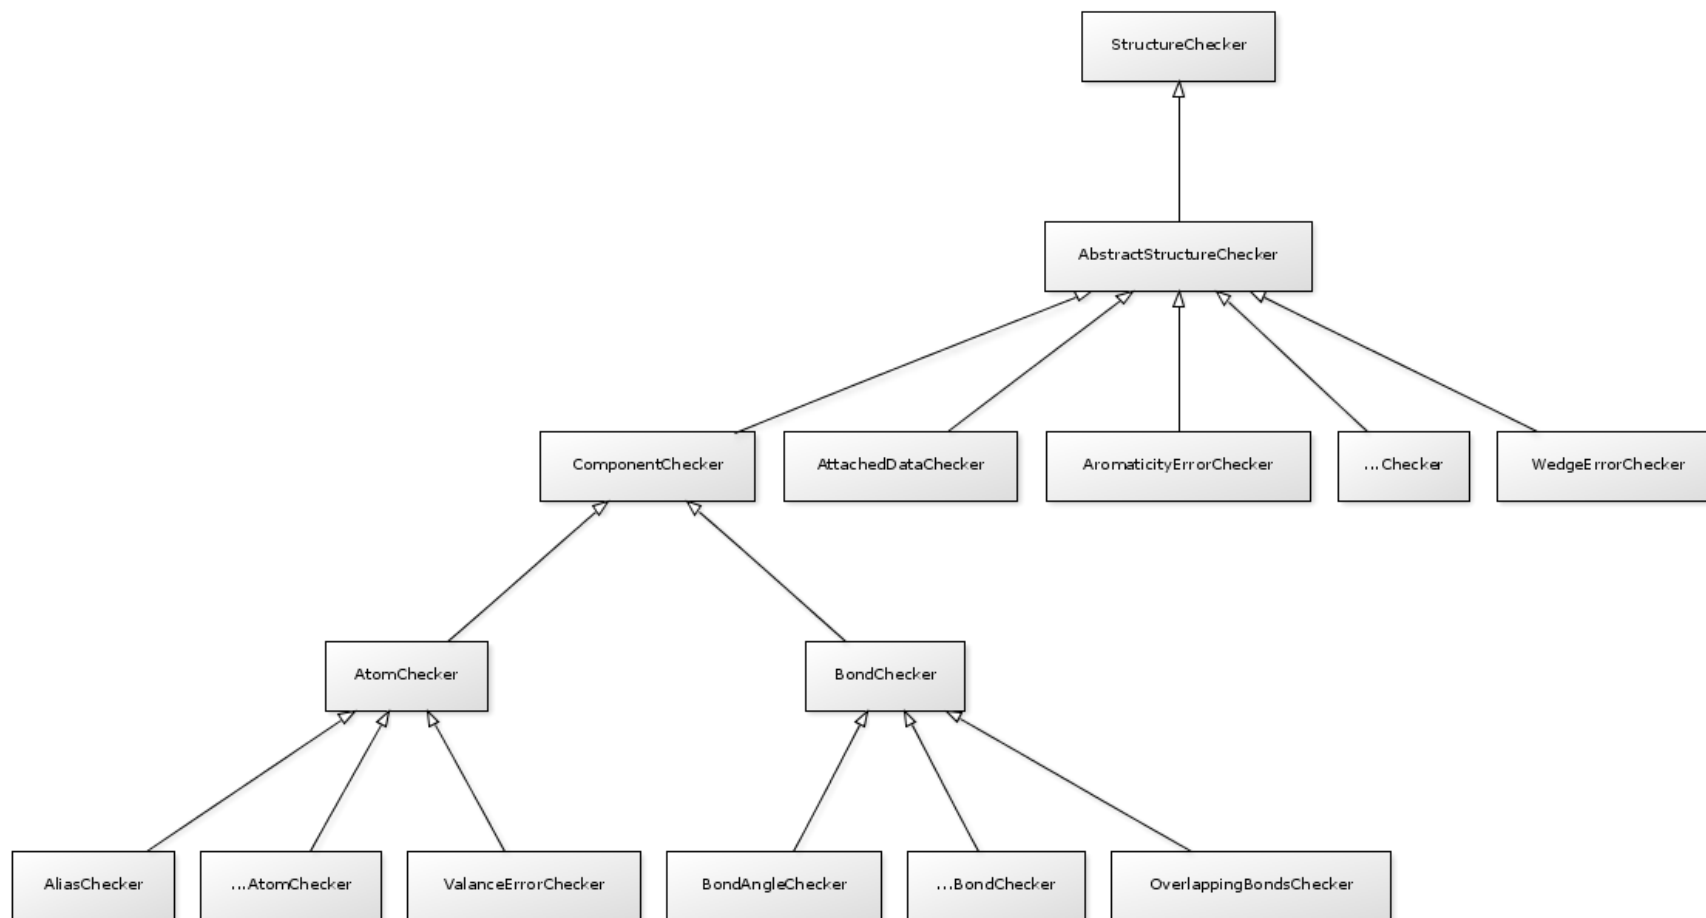 StructureChecker
AbstractStructureChecker
ComponentChecker
AttachedDataChecker
AromaticityErrorChecker
...Checker
WedgeErrorChecker
AtomChecker
BondChecker
AliasChecker
...AtomChecker
ValanceErrorChecker
BondAngleChecker
...BondChecker
OverlappingBondsChecker